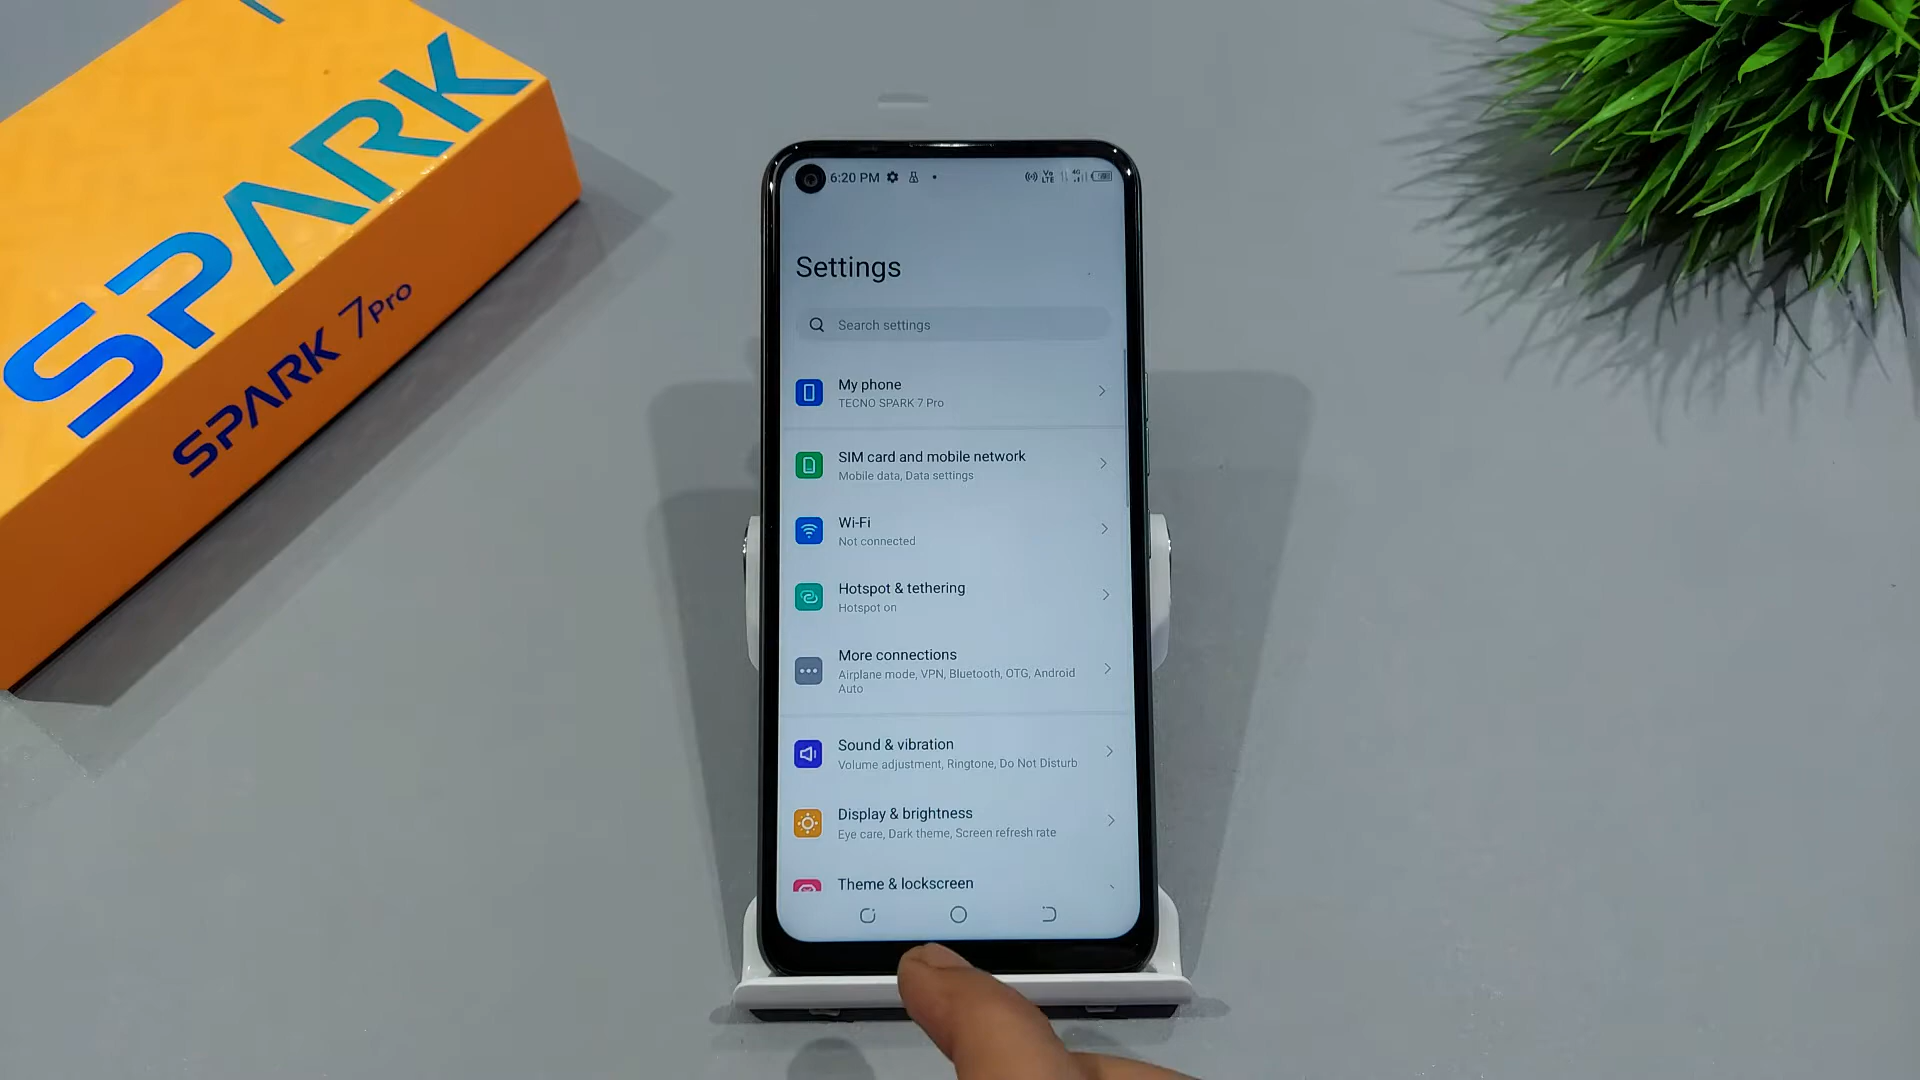 SPARK
SPARK 7Pro
6:20 PM
Vo
LTE
4G
Settings
Search settings
My phone
TECNO SPARK 7 Pro
SIM card and mobile network
Mobile data, Data settings
Wi-Fi
Not connected
Hotspot & tethering
Hotspot on
More connections
Airplane mode, VPN, Bluetooth, OTG, Android
Auto
Sound & vibration
Volume adjustment, Ringtone, Do Not Disturb
Display & brightness
Eye care, Dark theme, Screen refresh rate
Theme & lockscreen